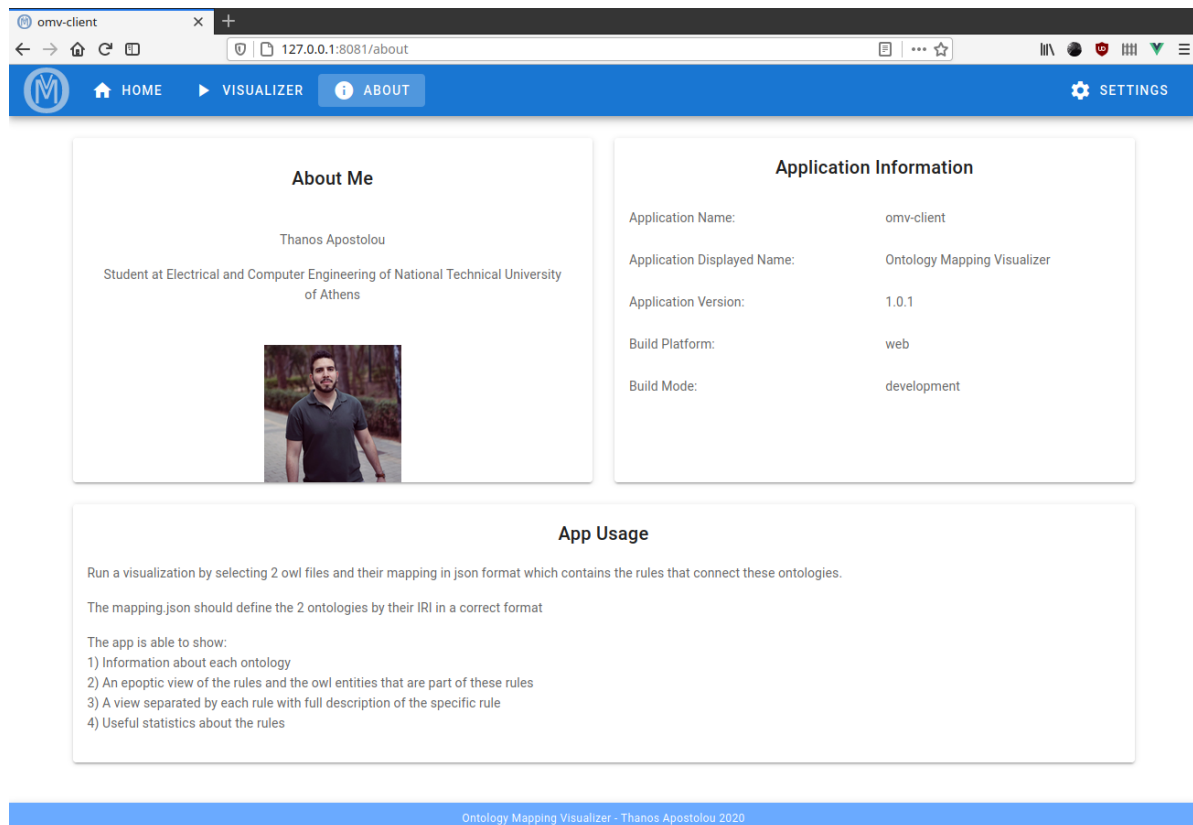 omv-client
127.0.0.1:8081/about
HOME
VISUALIZER
ABOUT
SETTINGS
About Me
Thanos Apostolou
Student at Electrical and Computer Engineering of National Technical University
of Athens
Application Information
Application Name: omv-client
Application Displayed Name: Ontology Mapping Visualizer
Application Version: 1.0.1
Build Platform: web
Build Mode: development
App Usage
Run a visualization by selecting 2 owl files and their mapping in json format which contains the rules that connect these ontologies.
The mapping.json should define the 2 ontologies by their IRI in a correct format
The app is able to show:
1) Information about each ontology
2) An epoptic view of the rules and the owl entities that are part of these rules
3) A view separated by each rule with full description of the specific rule
4) Useful statistics about the rules
Ontology Mapping Visualizer - Thanos Apostolou 2020